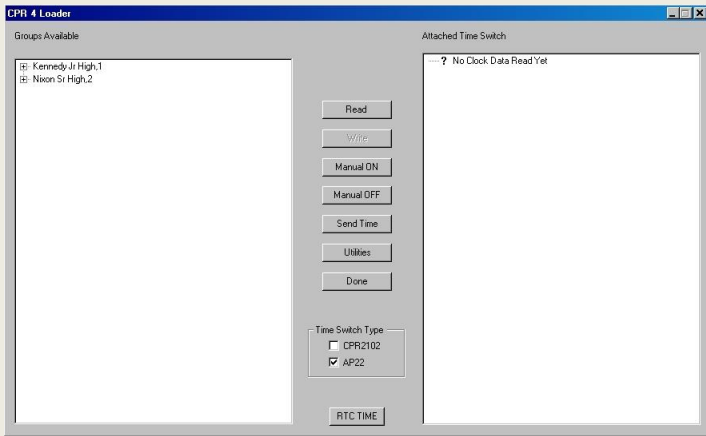 CPR 4 Loader
Groups Available
Kennedy Jr High,1
Nixon Sr High,2
Read
Write
Manual ON
Manual OFF
Send Time
Utilities
Done
Time Switch Type
CPR2102
AP22
RTC TIME
Attached Time Switch
? No Clock Data Read Yet